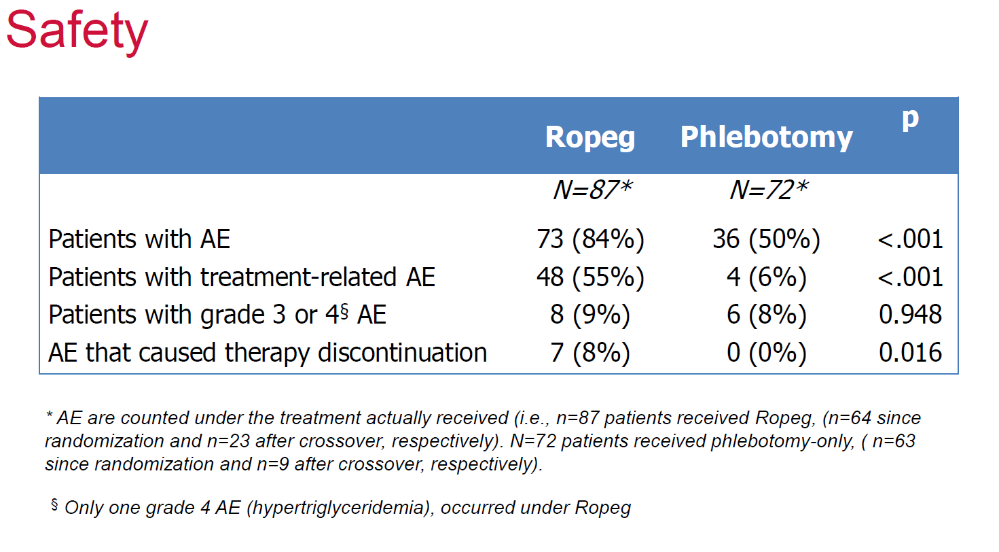 Safety
Ropeg Phlebotomy p
N=87* N=72*
Patients with AE 73 (84%) 36 (50%) <.001
Patients with treatment-related AE 48 (55%) 4 (6%) <.001
Patients with grade 3 or 4§ AE 8 (9%) 6 (8%) 0.948
AE that caused therapy discontinuation 7 (8%) 0 (0%) 0.016
* AE are counted under the treatment actually received (i.e., n=87 patients received Ropeg, (n=64 since
randomization and n=23 after crossover, respectively). N=72 patients received phlebotomy-only, ( n=63
since randomization and n=9 after crossover, respectively).
§ Only one grade 4 AE (hypertriglyceridemia), occurred under Ropeg